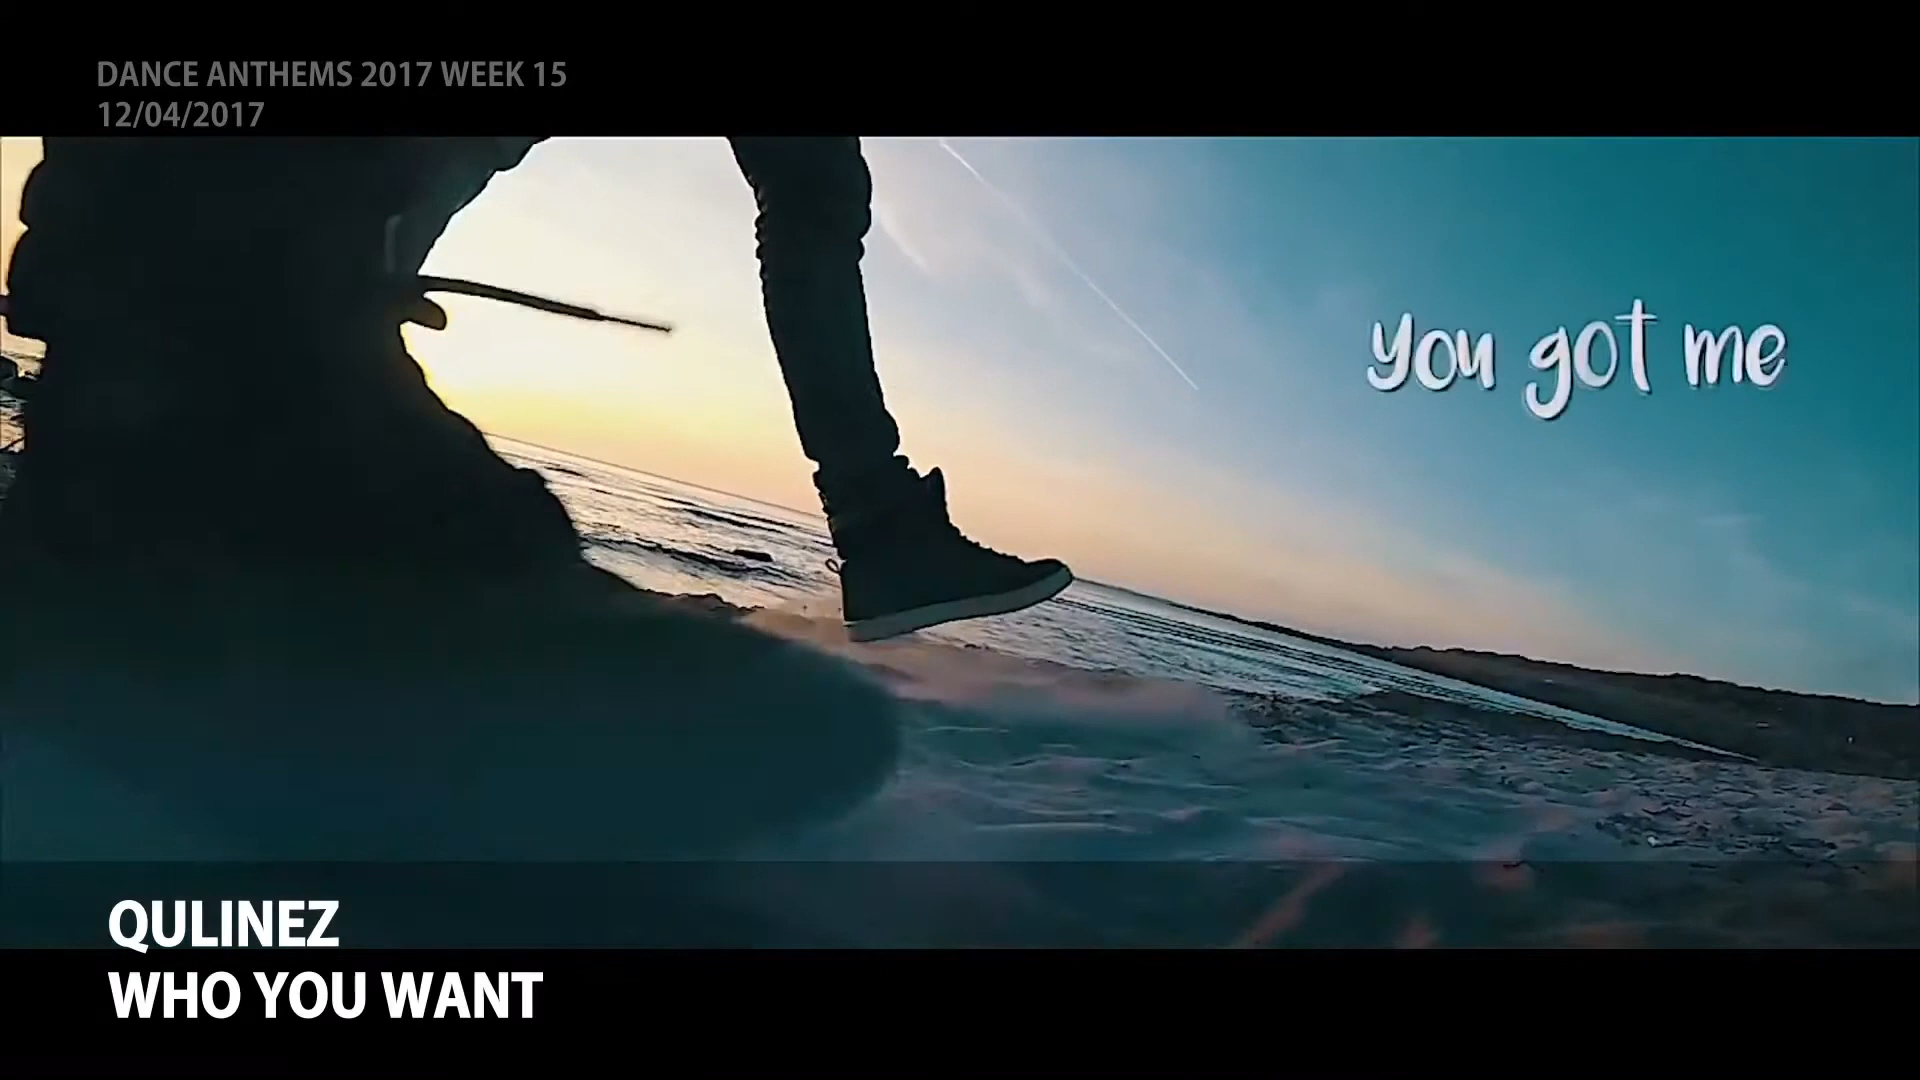 DANCE ANTHEMS 2017 WEEK 15
12/04/2017
you got me
QULINEZ
WHO YOU WANT